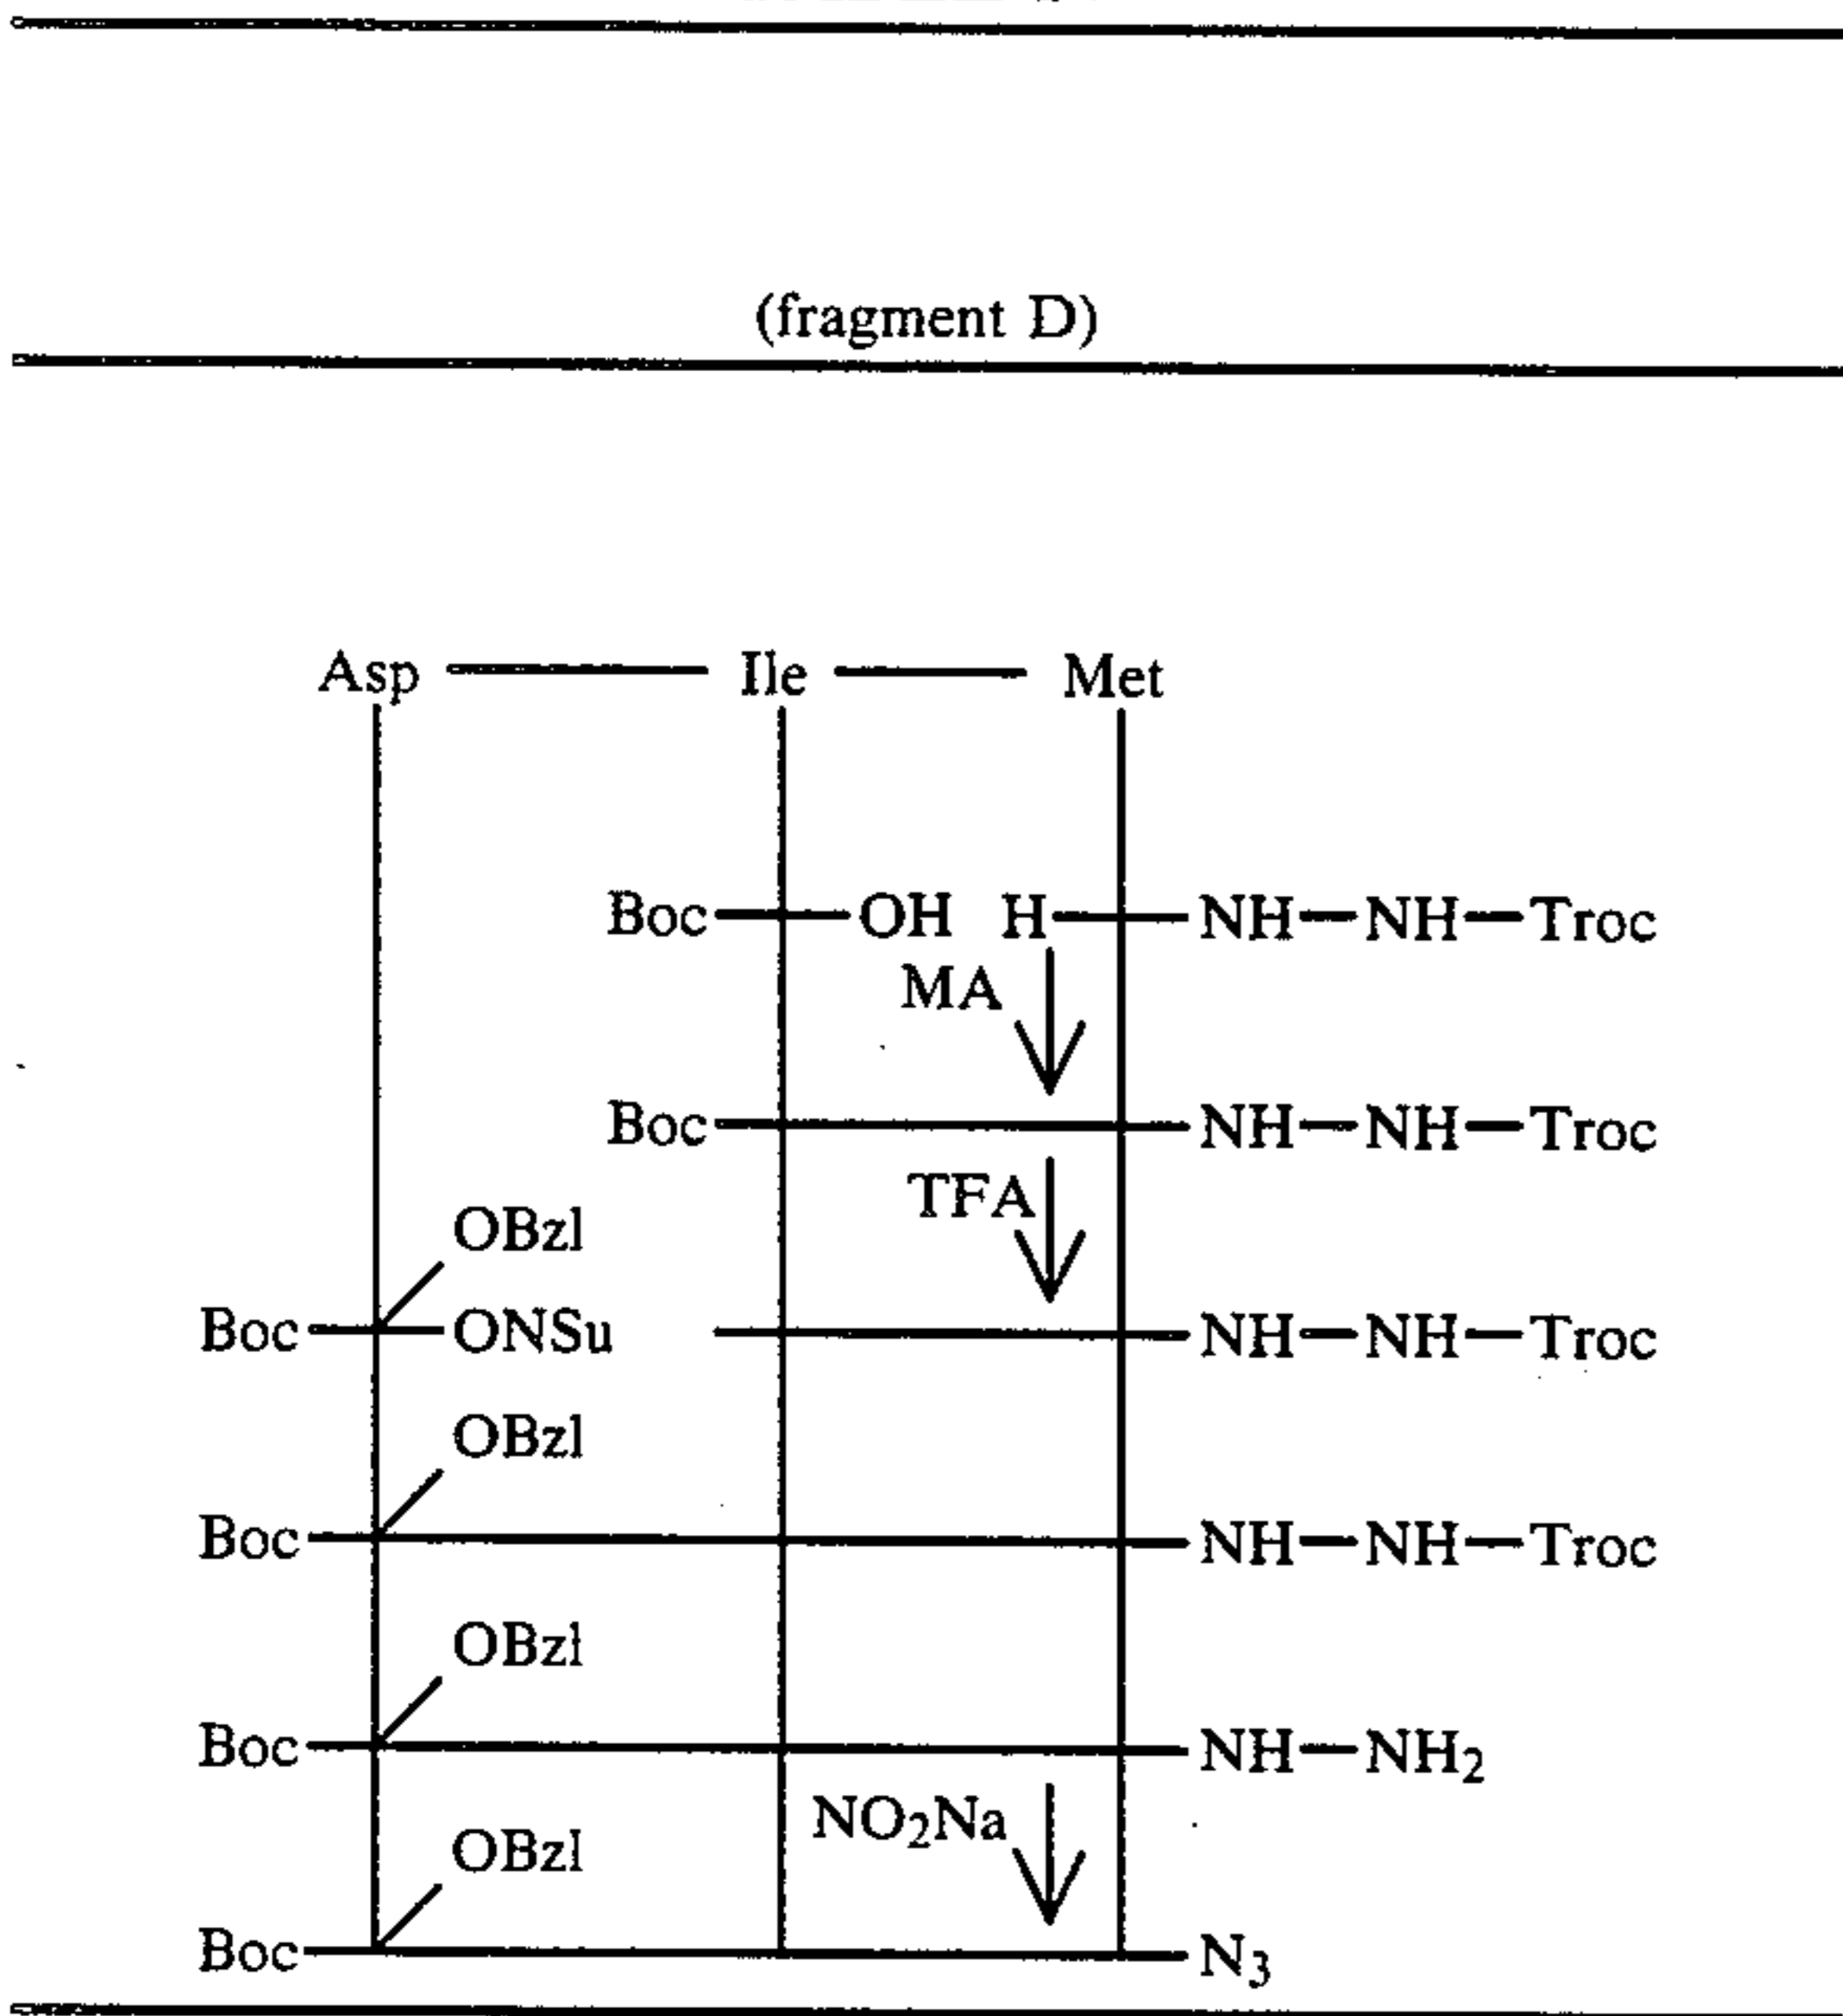 (fragment D)
Asp — Ile — Met
Boc—OH H—NH—NH—Troc
MA
Boc—NH—NH—Troc
TFA
OBzl
Boc—ONSu —NH—NH—Troc
OBzl
Boc—NH—NH—Troc
OBzl
Boc—NH—NH₂
NO₂Na
OBzl
Boc—N₃